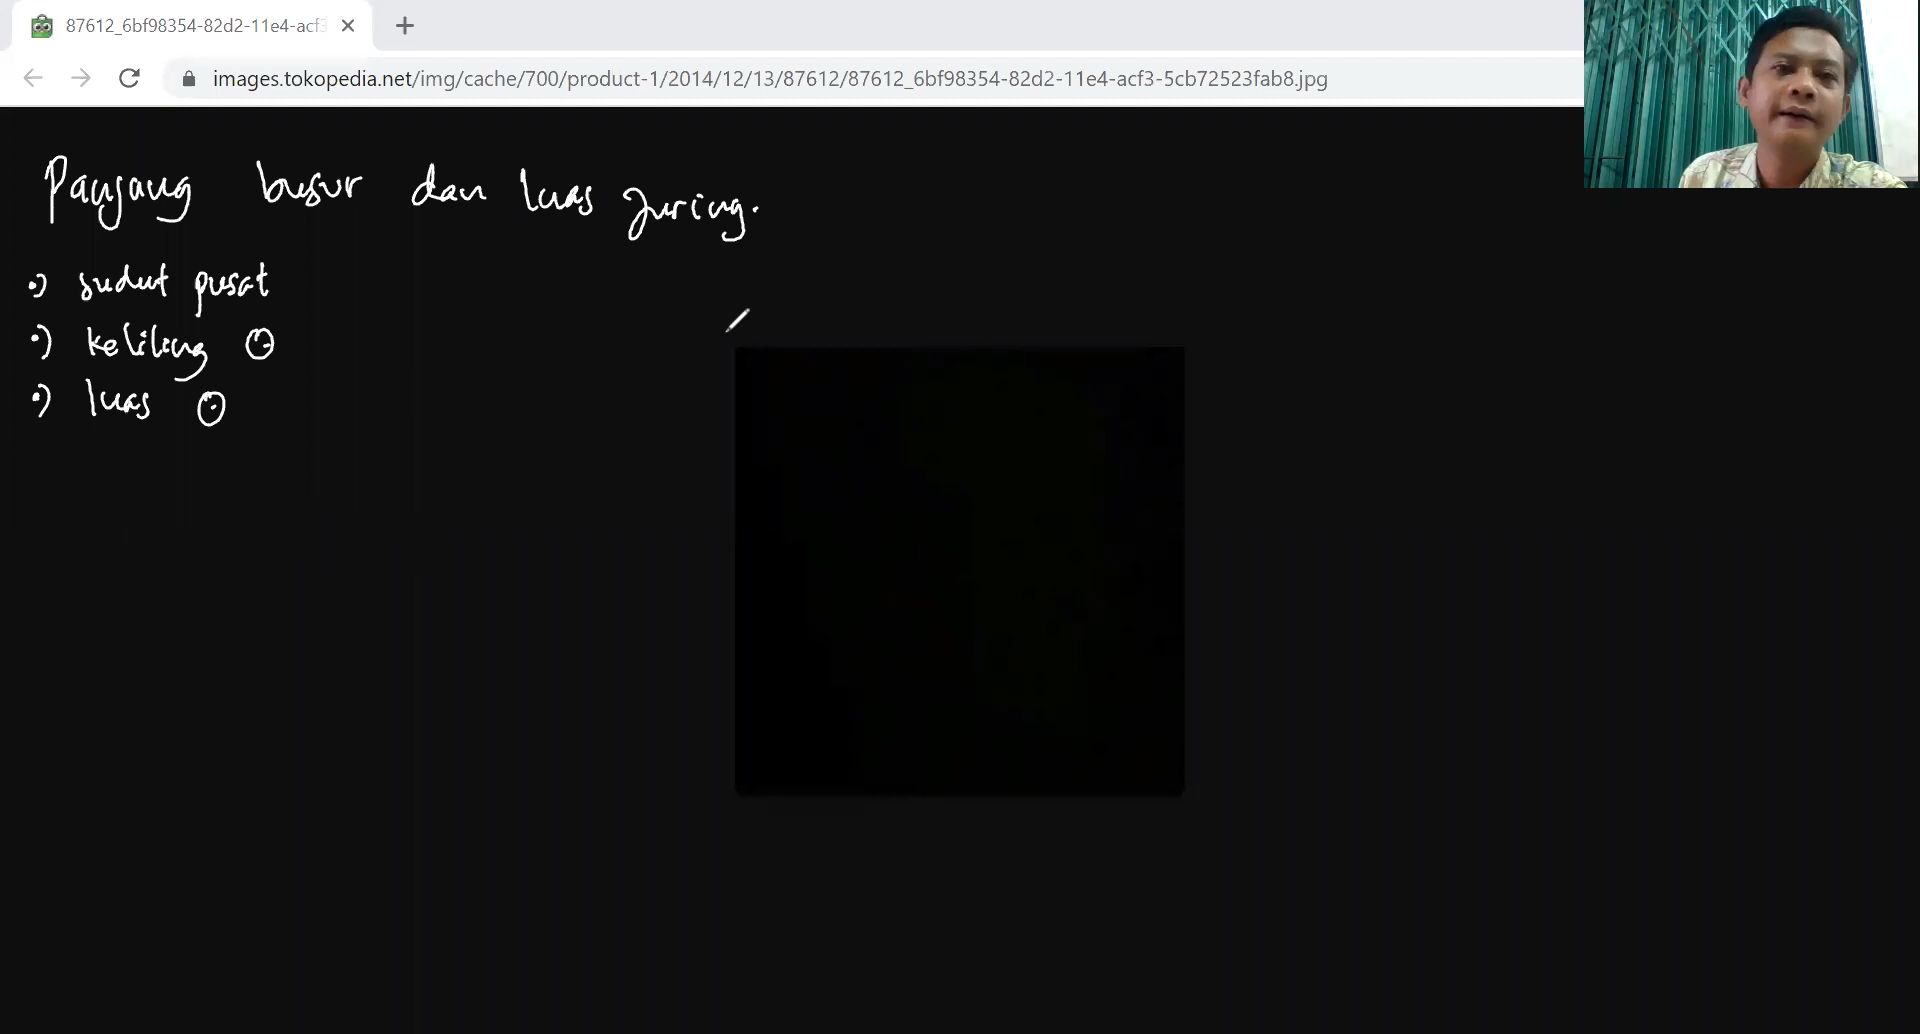 87612_6bf98354-82d2-11e4-acf3
images.tokopedia.net/img/cache/700/product-1/2014/12/13/87612/87612_6bf98354-82d2-11e4-acf3-5cb72523fab8.jpg
Panjang busur dan luas juring.
•) sudut pusat
•) keliling ⊙
•) luas ⊙